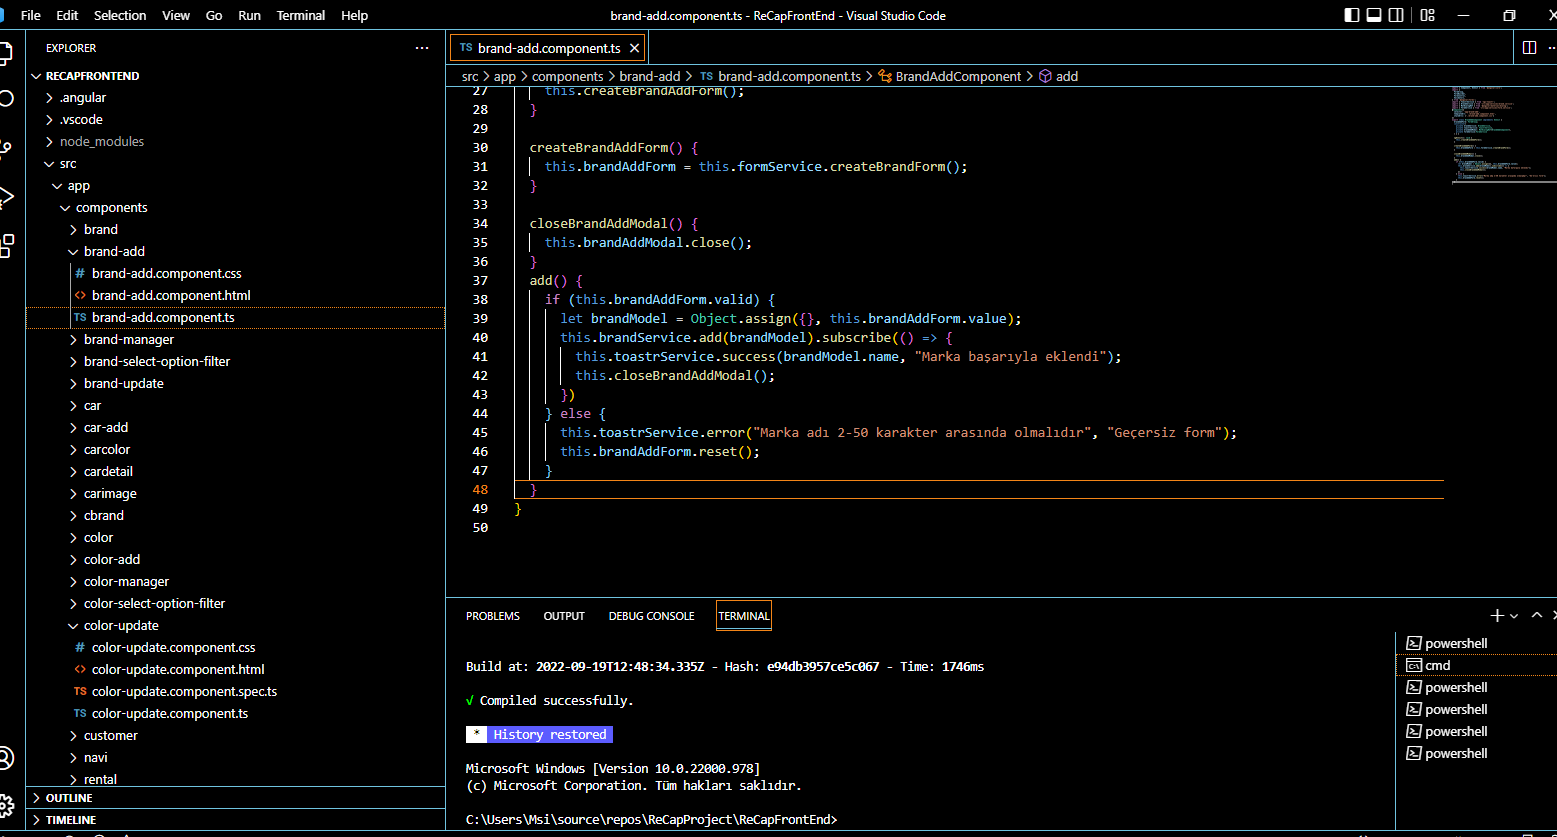 File Edit Selection View Go Run Terminal Help
brand-add.component.ts - ReCapFrontEnd - Visual Studio Code
EXPLORER
RECAPFRONTEND
.angular
.vscode
node_modules
src
app
components
brand
brand-add
# brand-add.component.css
<> brand-add.component.html
TS brand-add.component.ts
brand-manager
brand-select-option-filter
brand-update
car
car-add
carcolor
cardetail
carimage
cbrand
color
color-add
color-manager
color-select-option-filter
color-update
# color-update.component.css
<> color-update.component.html
TS color-update.component.spec.ts
TS color-update.component.ts
customer
navi
rental
OUTLINE
TIMELINE
TS brand-add.component.ts
src > app > components > brand-add > TS brand-add.component.ts > BrandAddComponent > add
27 this.createBrandAddForm();
28 }
29
30 createBrandAddForm() {
31 this.brandAddForm = this.formService.createBrandForm();
32 }
33
34 closeBrandAddModal() {
35 this.brandAddModal.close();
36 }
37 add() {
38 if (this.brandAddForm.valid) {
39 let brandModel = Object.assign({}, this.brandAddForm.value);
40 this.brandService.add(brandModel).subscribe(() => {
41 this.toastrService.success(brandModel.name, "Marka başarıyla eklendi");
42 this.closeBrandAddModal();
43 })
44 } else {
45 this.toastrService.error("Marka adı 2-50 karakter arasında olmalıdır", "Geçersiz form");
46 this.brandAddForm.reset();
47 }
48 }
49 }
50
PROBLEMS OUTPUT DEBUG CONSOLE TERMINAL
Build at: 2022-09-19T12:48:34.335Z - Hash: e94db3957ce5c067 - Time: 1746ms
√ Compiled successfully.
* History restored
Microsoft Windows [Version 10.0.22000.978]
(c) Microsoft Corporation. Tüm hakları saklıdır.
C:\Users\Msi\source\repos\ReCapProject\ReCapFrontEnd>
powershell
cmd
powershell
powershell
powershell
powershell